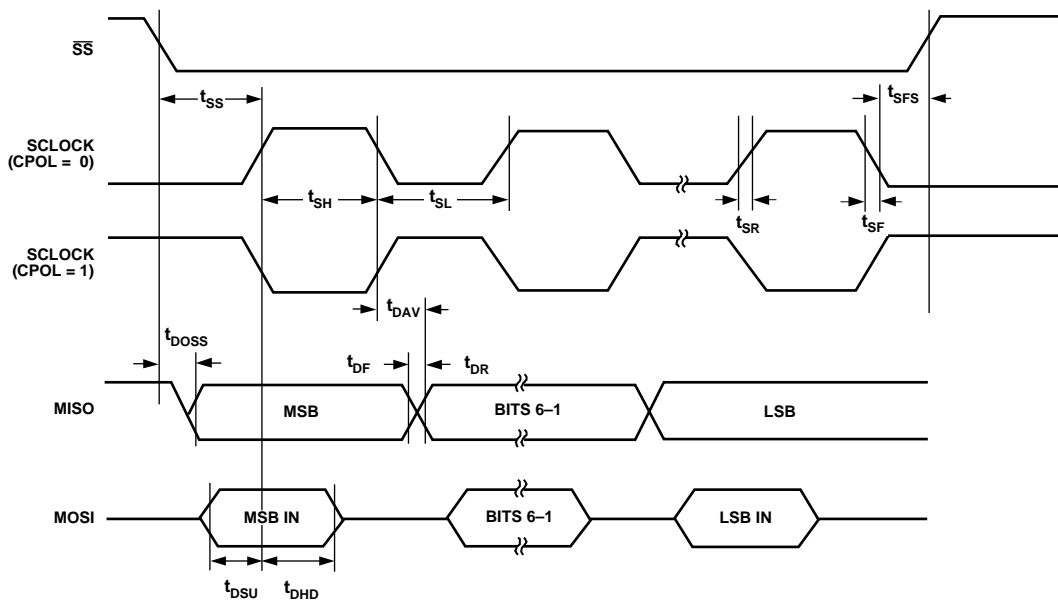 SS
tSS
tSFS
SCLOCK
(CPOL = 0)
tSH
tSL
tSR
tSF
SCLOCK
(CPOL = 1)
tDAV
tDOSS
tDF
tDR
MISO
MSB
BITS 6–1
LSB
MOSI
MSB IN
BITS 6–1
LSB IN
tDSU
tDHD